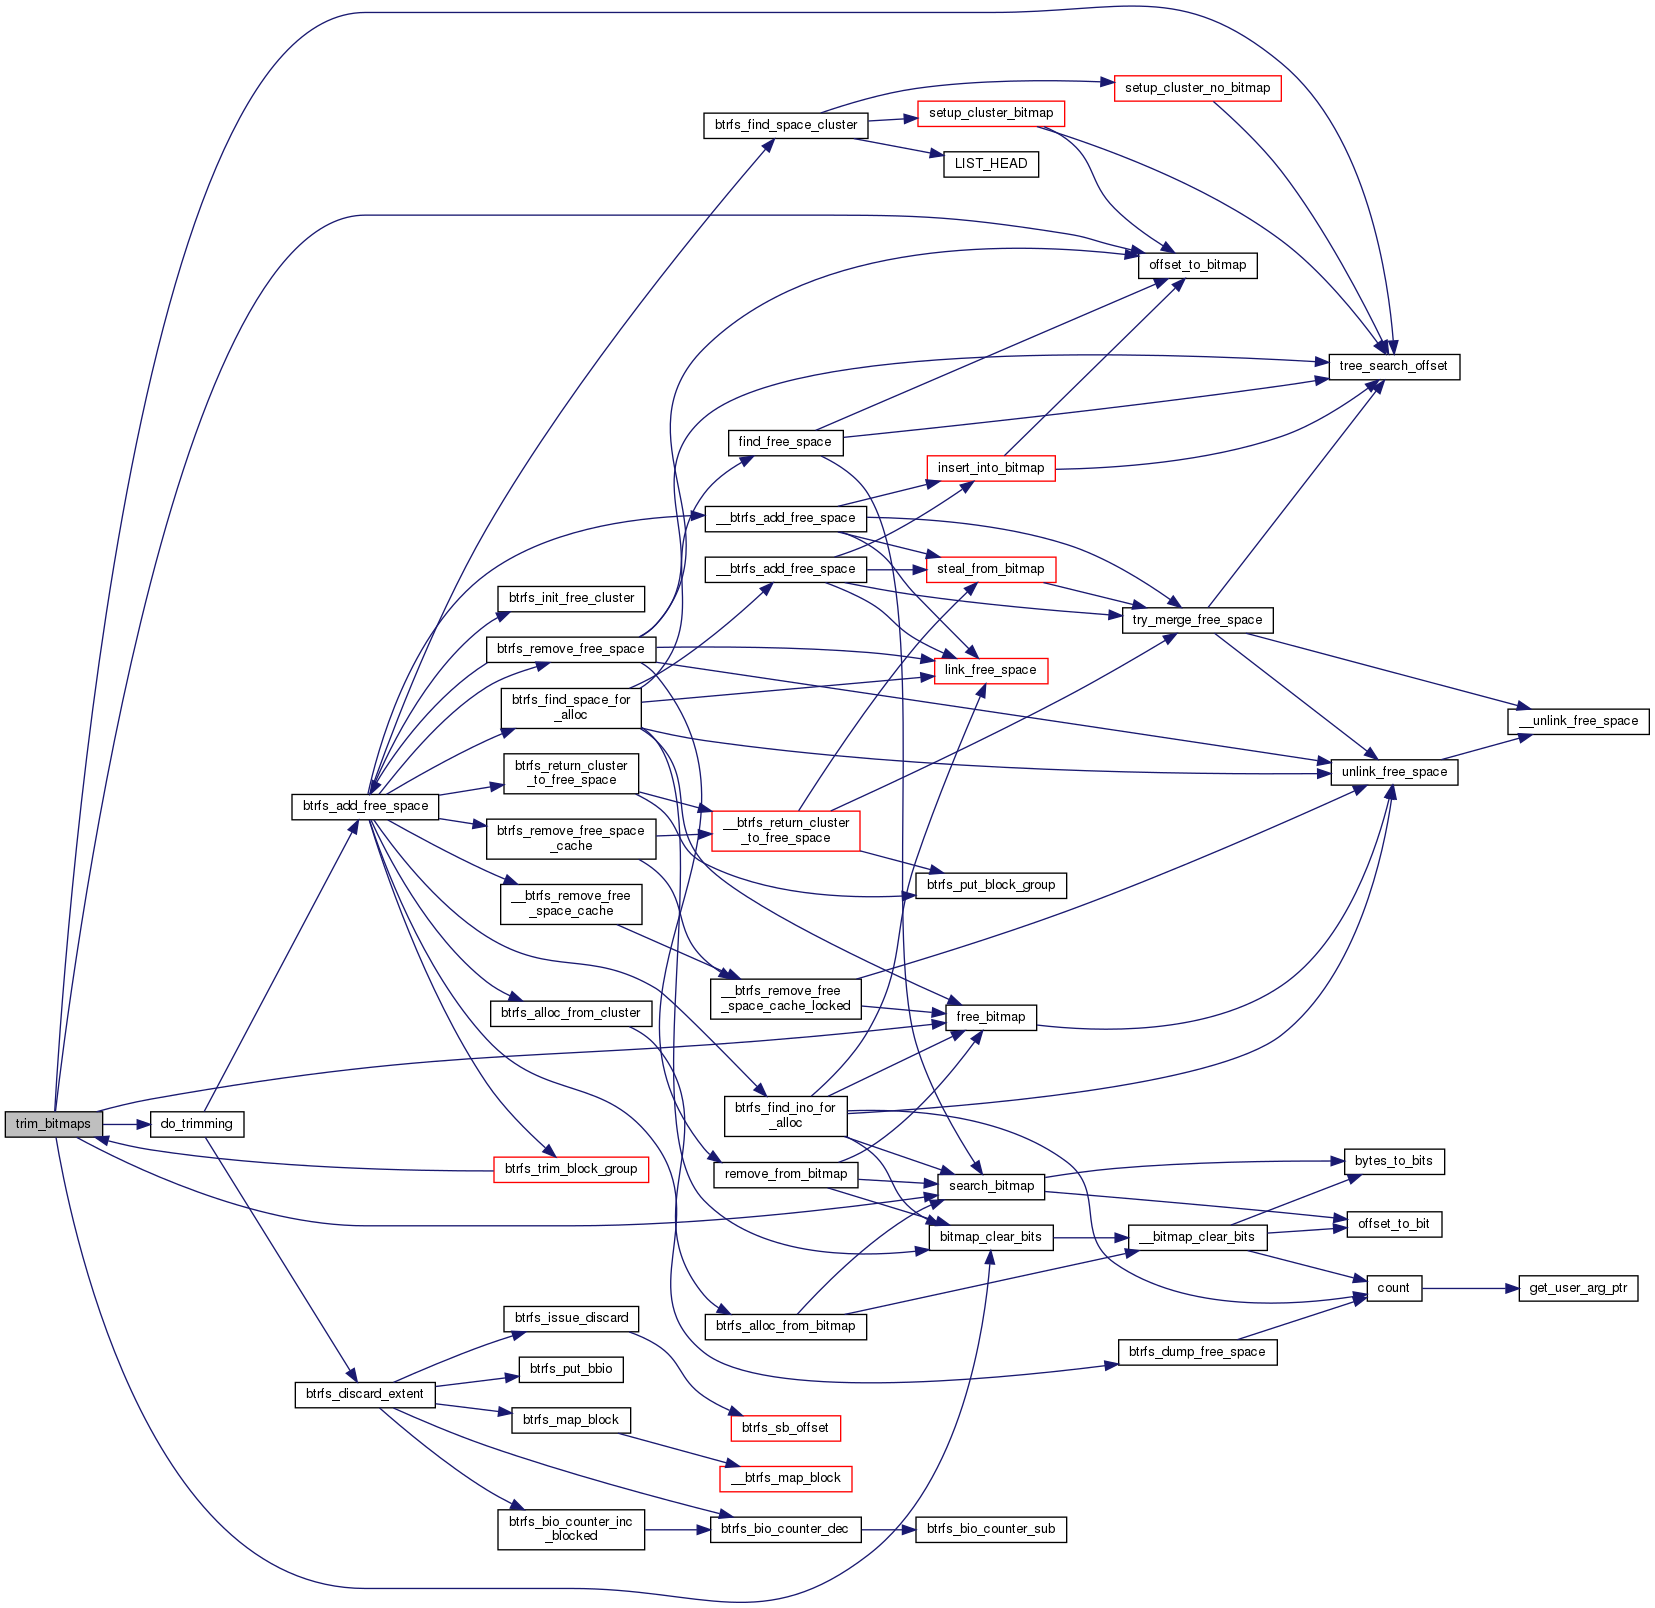 setup_cluster_no_bitmap
setup_cluster_bitmap
btrfs_find_space_cluster
LIST_HEAD
offset_to_bitmap
tree_search_offset
find_free_space
insert_into_bitmap
__btrfs_add_free_space
__btrfs_add_free_space
steal_from_bitmap
btrfs_init_free_cluster
try_merge_free_space
btrfs_remove_free_space
link_free_space
btrfs_find_space_for
_alloc
__unlink_free_space
btrfs_return_cluster
_to_free_space
unlink_free_space
btrfs_add_free_space
btrfs_remove_free_space
_cache
__btrfs_return_cluster
_to_free_space
btrfs_put_block_group
__btrfs_remove_free
_space_cache
__btrfs_remove_free
_space_cache_locked
btrfs_alloc_from_cluster
free_bitmap
trim_bitmaps
do_trimming
btrfs_find_ino_for
_alloc
btrfs_trim_block_group
remove_from_bitmap
search_bitmap
bytes_to_bits
offset_to_bit
bitmap_clear_bits
__bitmap_clear_bits
count
get_user_arg_ptr
btrfs_issue_discard
btrfs_alloc_from_bitmap
btrfs_dump_free_space
btrfs_put_bbio
btrfs_discard_extent
btrfs_map_block
btrfs_sb_offset
__btrfs_map_block
btrfs_bio_counter_inc
_blocked
btrfs_bio_counter_dec
btrfs_bio_counter_sub